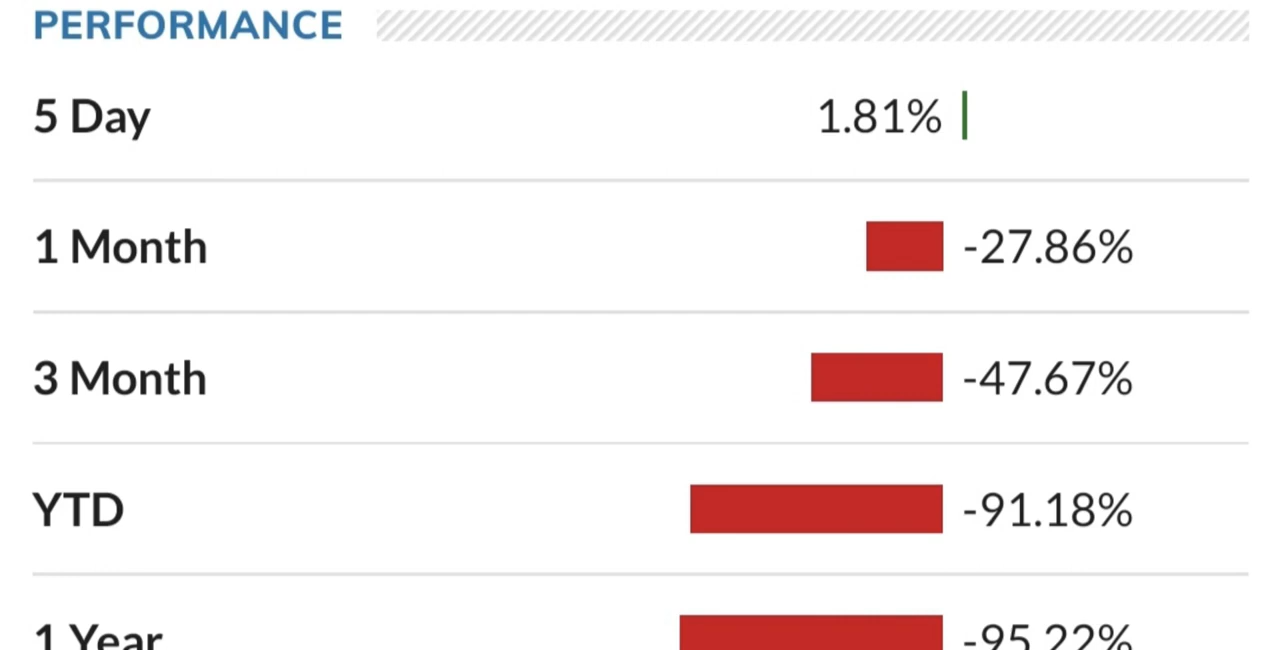 PERFORMANCE
5 Day 1.81%
1 Month -27.86%
3 Month -47.67%
YTD -91.18%
1 Year -95.22%